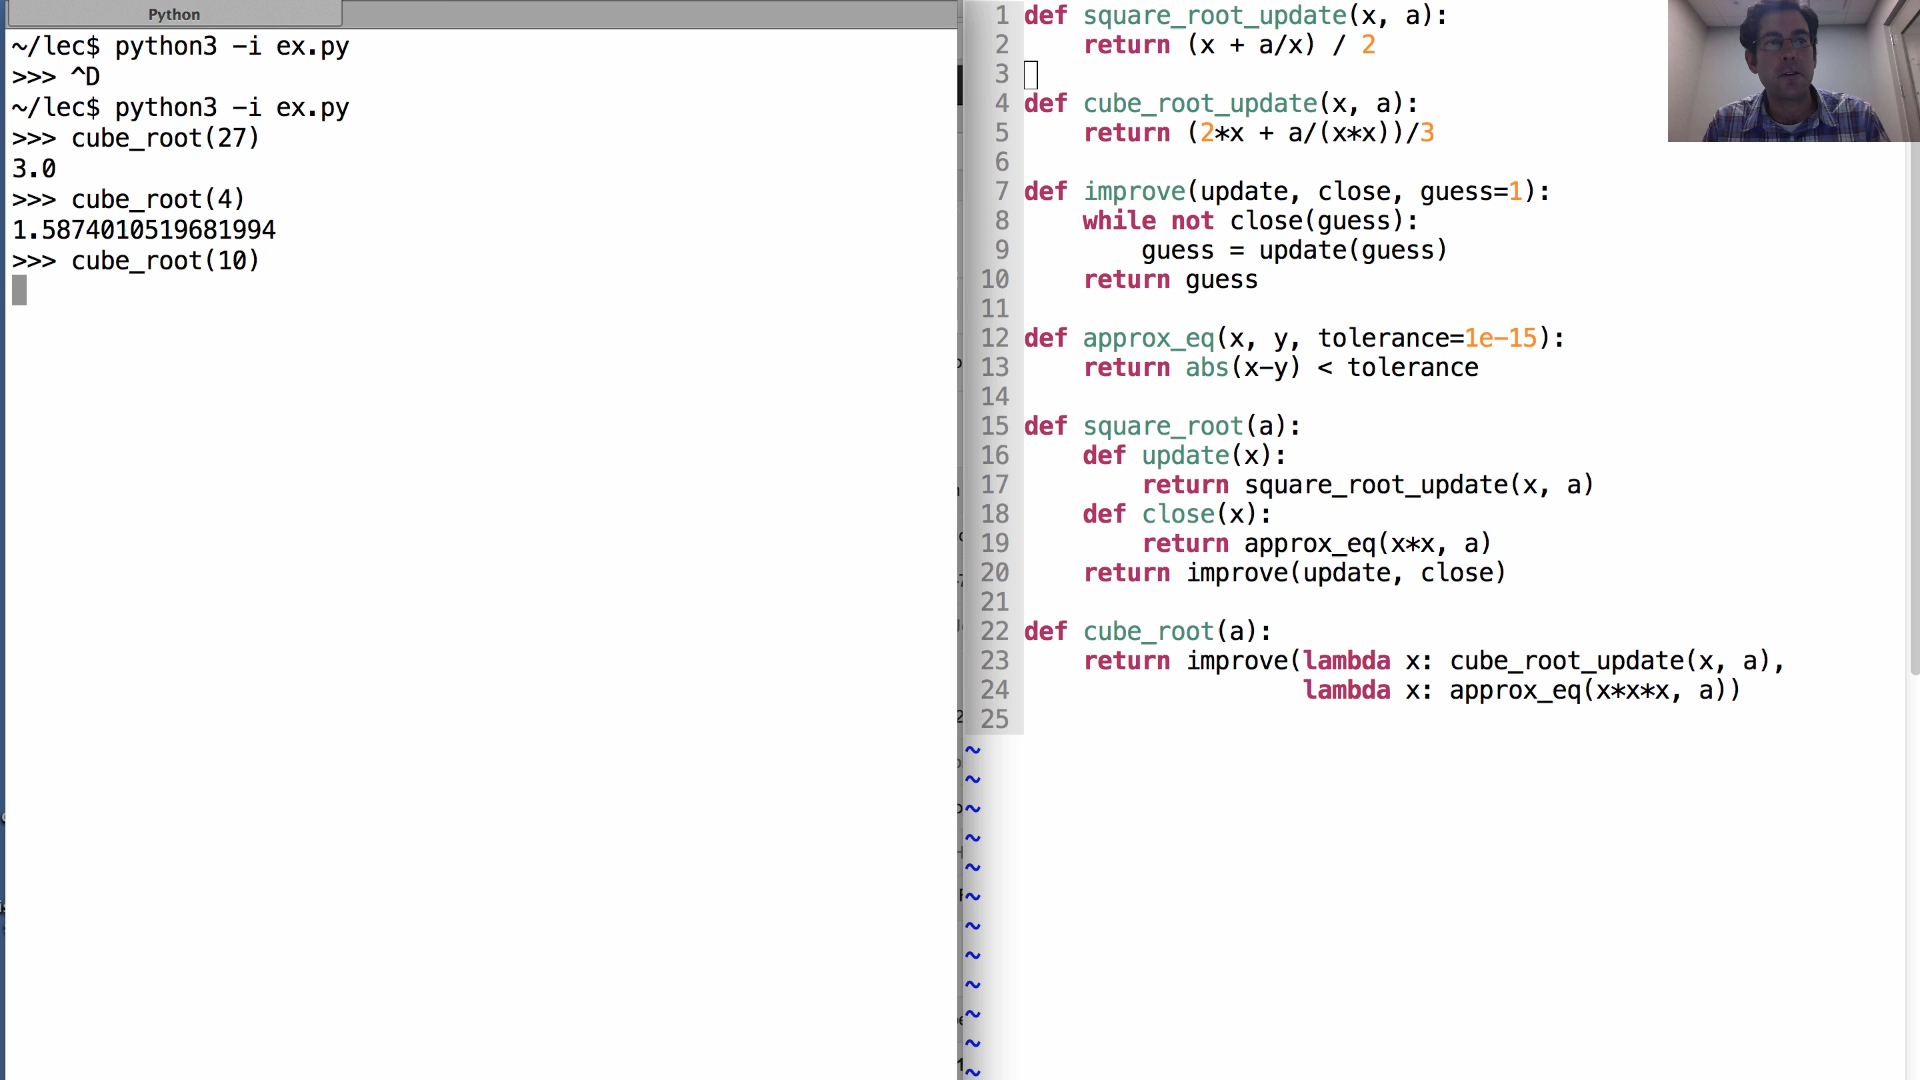 Python
~/lec$ python3 -i ex.py
>>> ^D
~/lec$ python3 -i ex.py
>>> cube_root(27)
3.0
>>> cube_root(4)
1.5874010519681994
>>> cube_root(10)
1 def square_root_update(x, a):
2     return (x + a/x) / 2
3
4 def cube_root_update(x, a):
5     return (2*x + a/(x*x))/3
6
7 def improve(update, close, guess=1):
8     while not close(guess):
9         guess = update(guess)
10     return guess
11
12 def approx_eq(x, y, tolerance=1e-15):
13     return abs(x-y) < tolerance
14
15 def square_root(a):
16     def update(x):
17         return square_root_update(x, a)
18     def close(x):
19         return approx_eq(x*x, a)
20     return improve(update, close)
21
22 def cube_root(a):
23     return improve(lambda x: cube_root_update(x, a),
24                    lambda x: approx_eq(x*x*x, a))
25
~
~
~
~
~
~
~
~
~
~
~
~